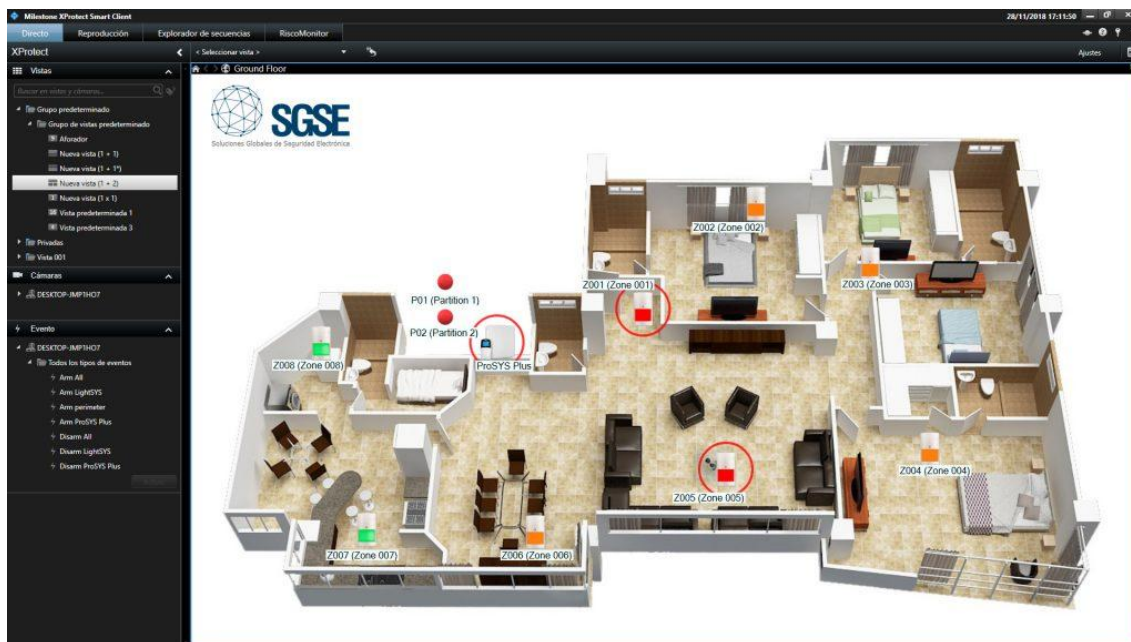 Milestone XProtect Smart Client
28/11/2018 17:11:50
Directo
Reproducción
Explorador de secuencias
RiscoMonitor
XProtect
< Seleccionar vista >
Ajustes
Vistas
Ground Floor
Buscar en vistas y cámaras...
Grupo predeterminado
Grupo de vistas predeterminado
Aforador
Nueva vista (1 + 1)
Nueva vista (1 + 1*)
Nueva vista (1 + 2)
Nueva vista (1 x 1)
Vista predeterminada 1
Vista predeterminada 3
Privadas
Vista 001
Cámaras
DESKTOP-JMP1HO7
Evento
DESKTOP-JMP1HO7
Todos los tipos de eventos
Arm All
Arm LightSYS
Arm perimeter
Arm ProSYS Plus
Disarm All
Disarm LightSYS
Disarm ProSYS Plus
SGSE
Soluciones Globales de Seguridad Electrónica
Z002 (Zone 002)
Z001 (Zone 001)
Z003 (Zone 003)
P01 (Partition 1)
P02 (Partition 2)
Z008 (Zone 008)
ProSYS Plus
Z004 (Zone 004)
Z005 (Zone 005)
Z007 (Zone 007)
Z006 (Zone 006)